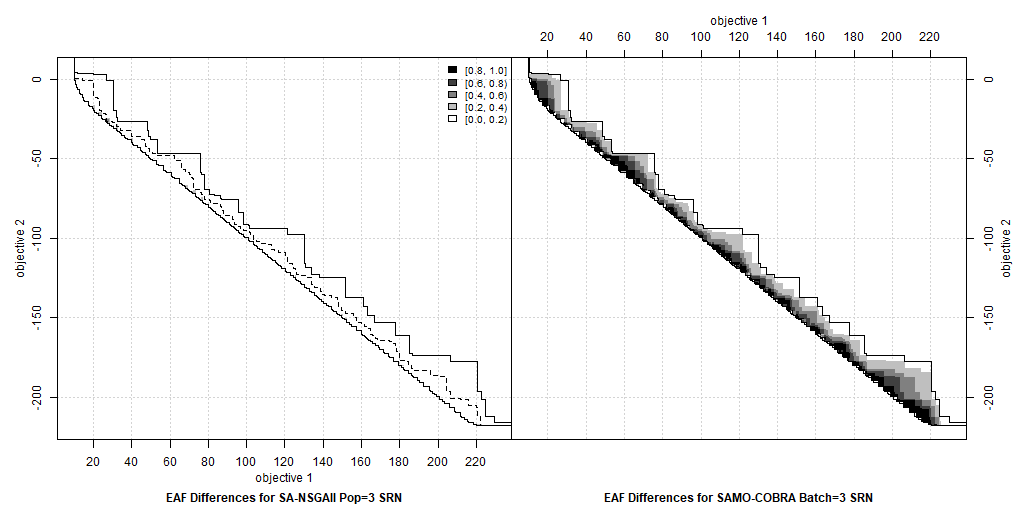 objective 1
20 40 60 80 100 120 140 160 180 220
0
-50
-100
-150
-200
objective 2
[0.8, 1.0]
[0.6, 0.8)
[0.4, 0.6)
[0.2, 0.4)
[0.0, 0.2)
0
-50
-100
-150
-200
objective 2
20 40 60 80 100 120 140 160 180 200 220
objective 1
EAF Differences for SA-NSGAII Pop=3 SRN
EAF Differences for SAMO-COBRA Batch=3 SRN